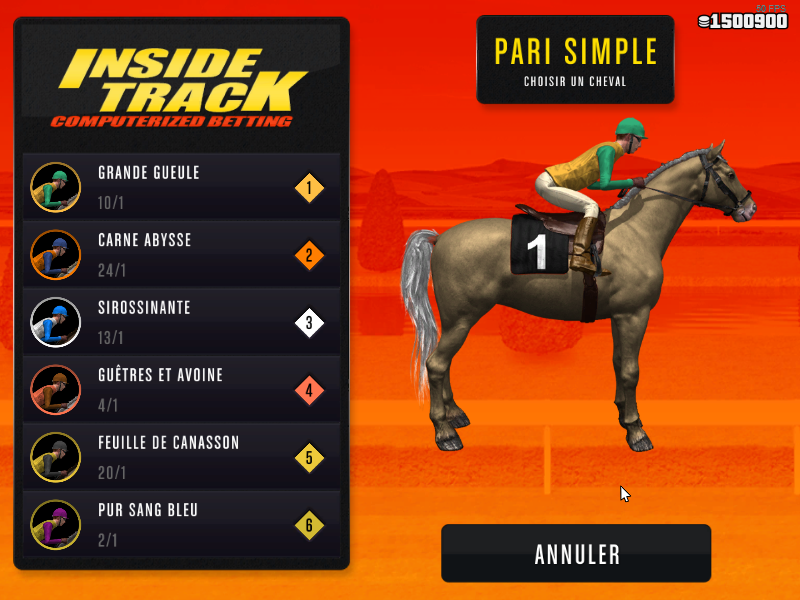 58 FPS
1500900
INSIDE
TRACK
COMPUTERIZED BETTING
PARI SIMPLE
CHOISIR UN CHEVAL
GRANDE GUEULE
10/1
1
CARNE ABYSSE
24/1
2
SIROSSINANTE
13/1
3
GUÊTRES ET AVOINE
4/1
4
FEUILLE DE CANASSON
20/1
5
PUR SANG BLEU
2/1
6
1
ANNULER